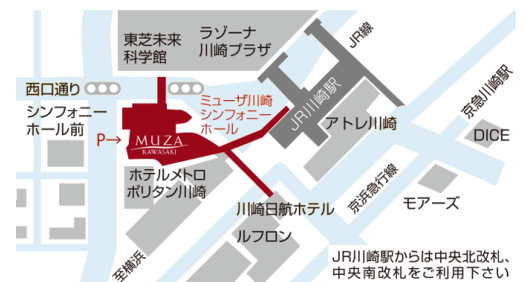 東芝未来
科学館
ラゾーナ
川崎プラザ
JR線
西口通り
シンフォニー
ホール前
ミューザ川崎
シンフォニー
ホール
P→
MUZA
KAWASAKI
JR川崎駅
アトレ川崎
京急川崎駅
DICE
ホテルメトロ
ポリタン川崎
京浜急行線
モアーズ
川崎日航ホテル
ルフロン
至横浜
JR川崎駅からは中央北改札、
中央南改札をご利用下さい